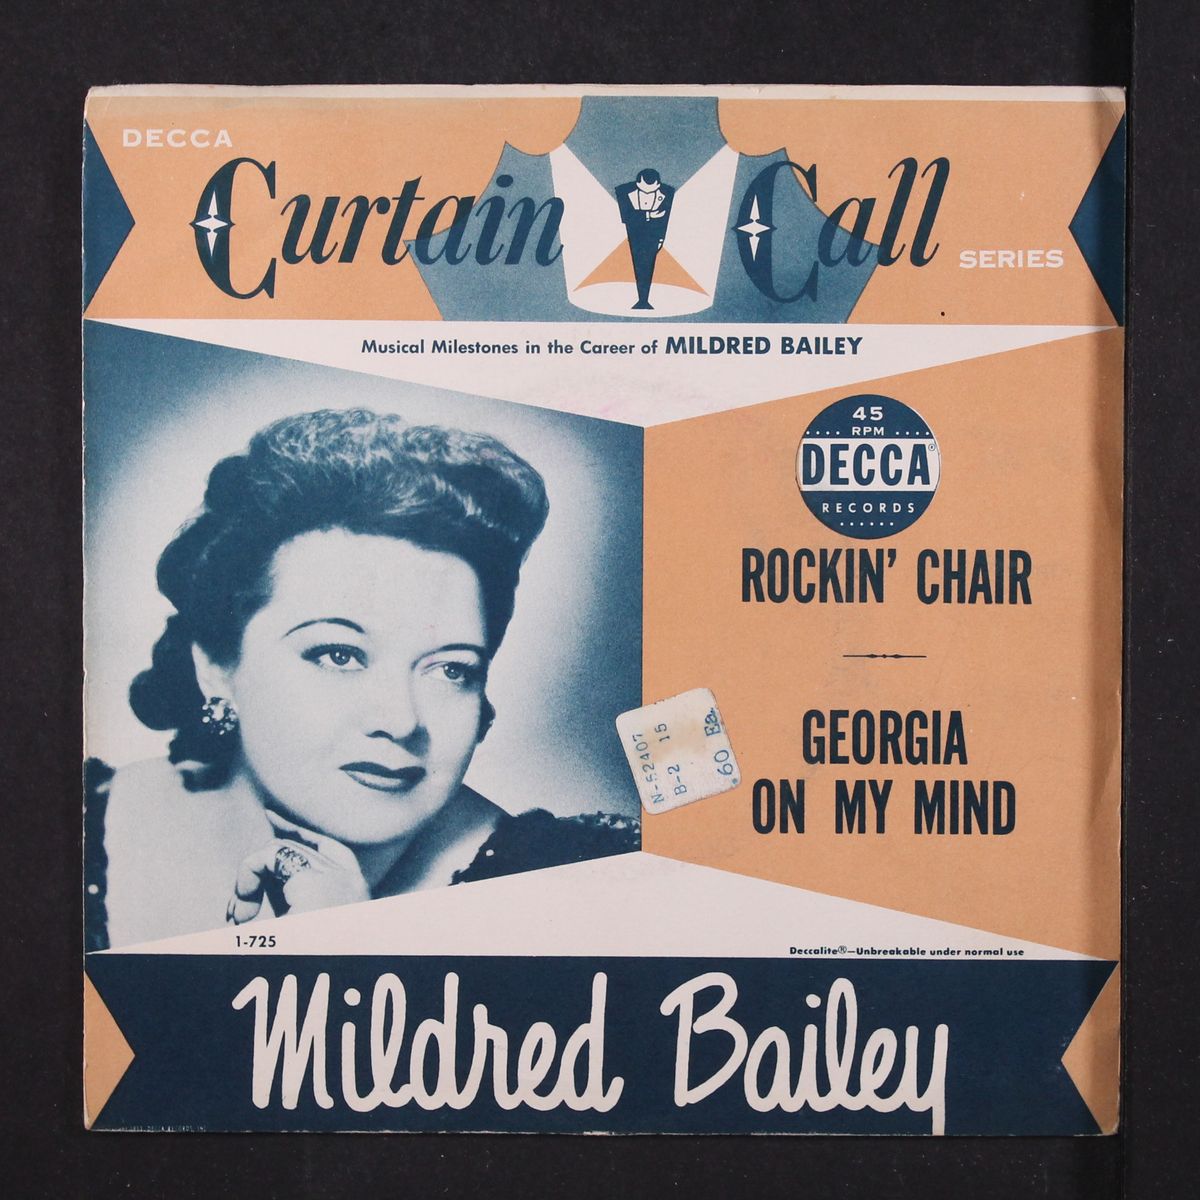 DECCA
Curtain Call
SERIES
Musical Milestones in the Career of MILDRED BAILEY
45
RPM
DECCA®
RECORDS
ROCKIN' CHAIR
GEORGIA
ON MY MIND
N-52407
B-2 15
.60 Ea.
1-725
Deccalite®—Unbreakable under normal use
Mildred Bailey